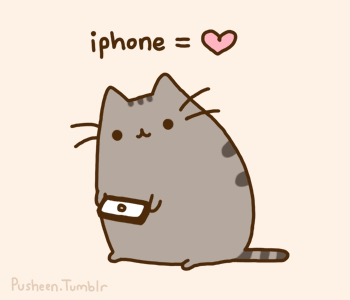 iphone = ♥
Pusheen.Tumblr